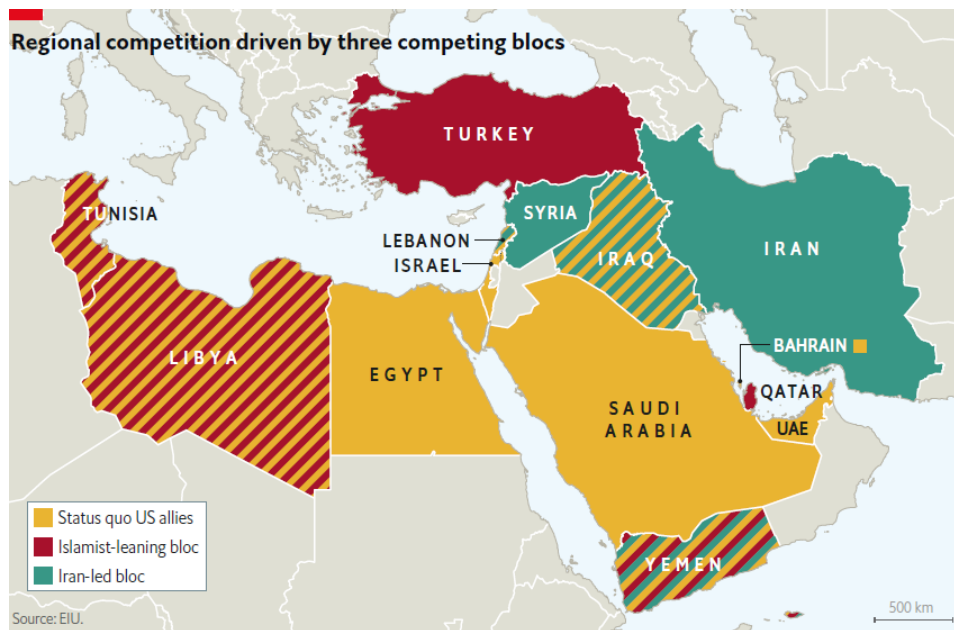 Regional competition driven by three competing blocs
TURKEY
TUNISIA
SYRIA
LEBANON
ISRAEL
IRAQ
IRAN
LIBYA
EGYPT
BAHRAIN
QATAR
SAUDI
ARABIA
UAE
YEMEN
Status quo US allies
Islamist-leaning bloc
Iran-led bloc
Source: EIU.
500 km